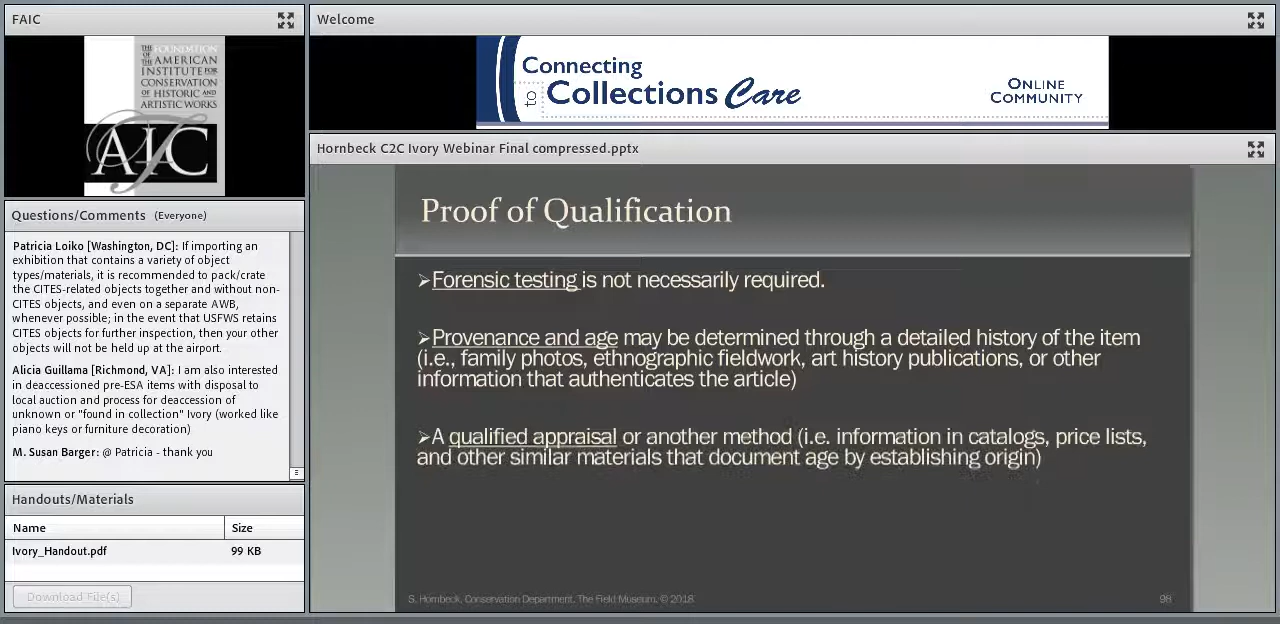 FAIC
THE FOUNDATION
OF THE AMERICAN
INSTITUTE FOR
CONSERVATION
OF HISTORIC AND
ARTISTIC WORKS
AIC
Questions/Comments (Everyone)
Patricia Loiko [Washington, DC]: If importing an
exhibition that contains a variety of object
types/materials, it is recommended to pack/crate
the CITES-related objects together and without non-
CITES objects, and even on a separate AWB,
whenever possible; in the event that USFWS retains
CITES objects for further inspection, then your other
objects will not be held up at the airport.
Alicia Guillama [Richmond, VA]: I am also interested
in deaccessioned pre-ESA items with disposal to
local auction and process for deaccession of
unknown or "found in collection" Ivory (worked like
piano keys or furniture decoration)
M. Susan Barger: @ Patricia - thank you
Handouts/Materials
Name Size
Ivory_Handout.pdf 99 KB
Download File(s)
Welcome
Connecting
to Collections Care
ONLINE
COMMUNITY
Hornbeck C2C Ivory Webinar Final compressed.pptx
Proof of Qualification
➢Forensic testing is not necessarily required.
➢Provenance and age may be determined through a detailed history of the item
(i.e., family photos, ethnographic fieldwork, art history publications, or other
information that authenticates the article)
➢A qualified appraisal or another method (i.e. information in catalogs, price lists,
and other similar materials that document age by establishing origin)
S. Hornbeck, Conservation Department, The Field Museum, © 2018
98